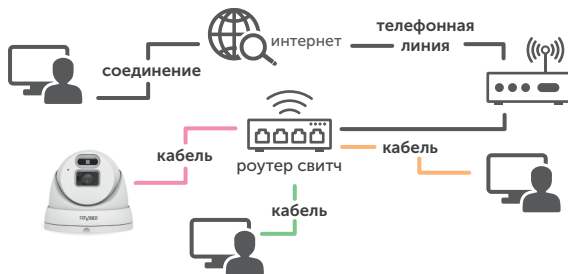 интернет
телефонная
линия
соединение
кабель
роутер свитч
кабель
кабель